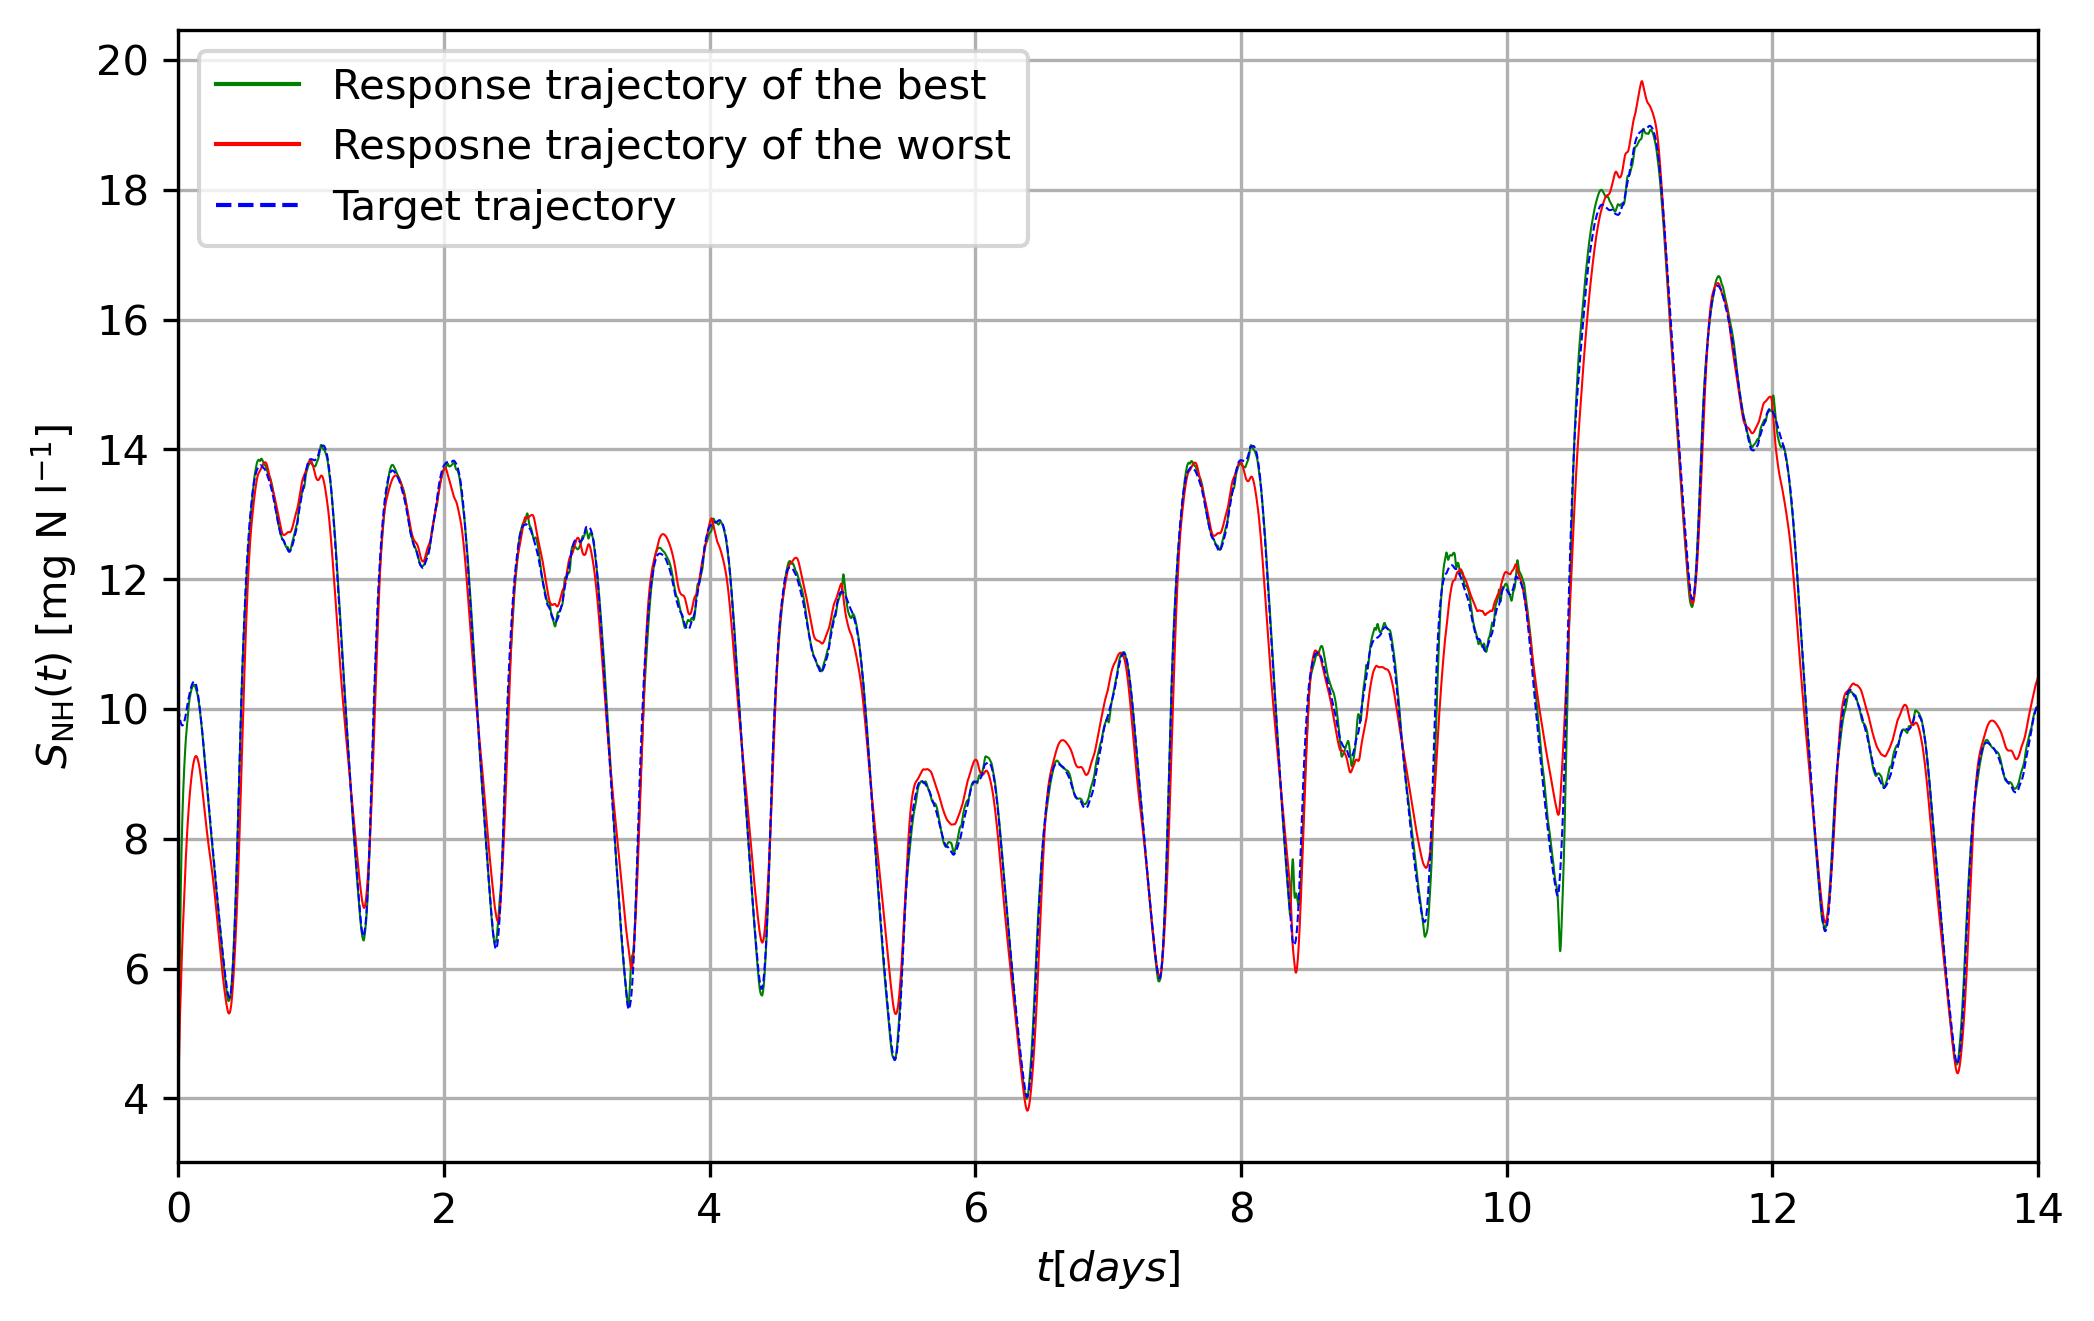 20
18
16
14
12
10
8
6
4
S_NH(t) [mg N l⁻¹]
Response trajectory of the best
Resposne trajectory of the worst
Target trajectory
0 2 4 6 8 10 12 14
t[days]